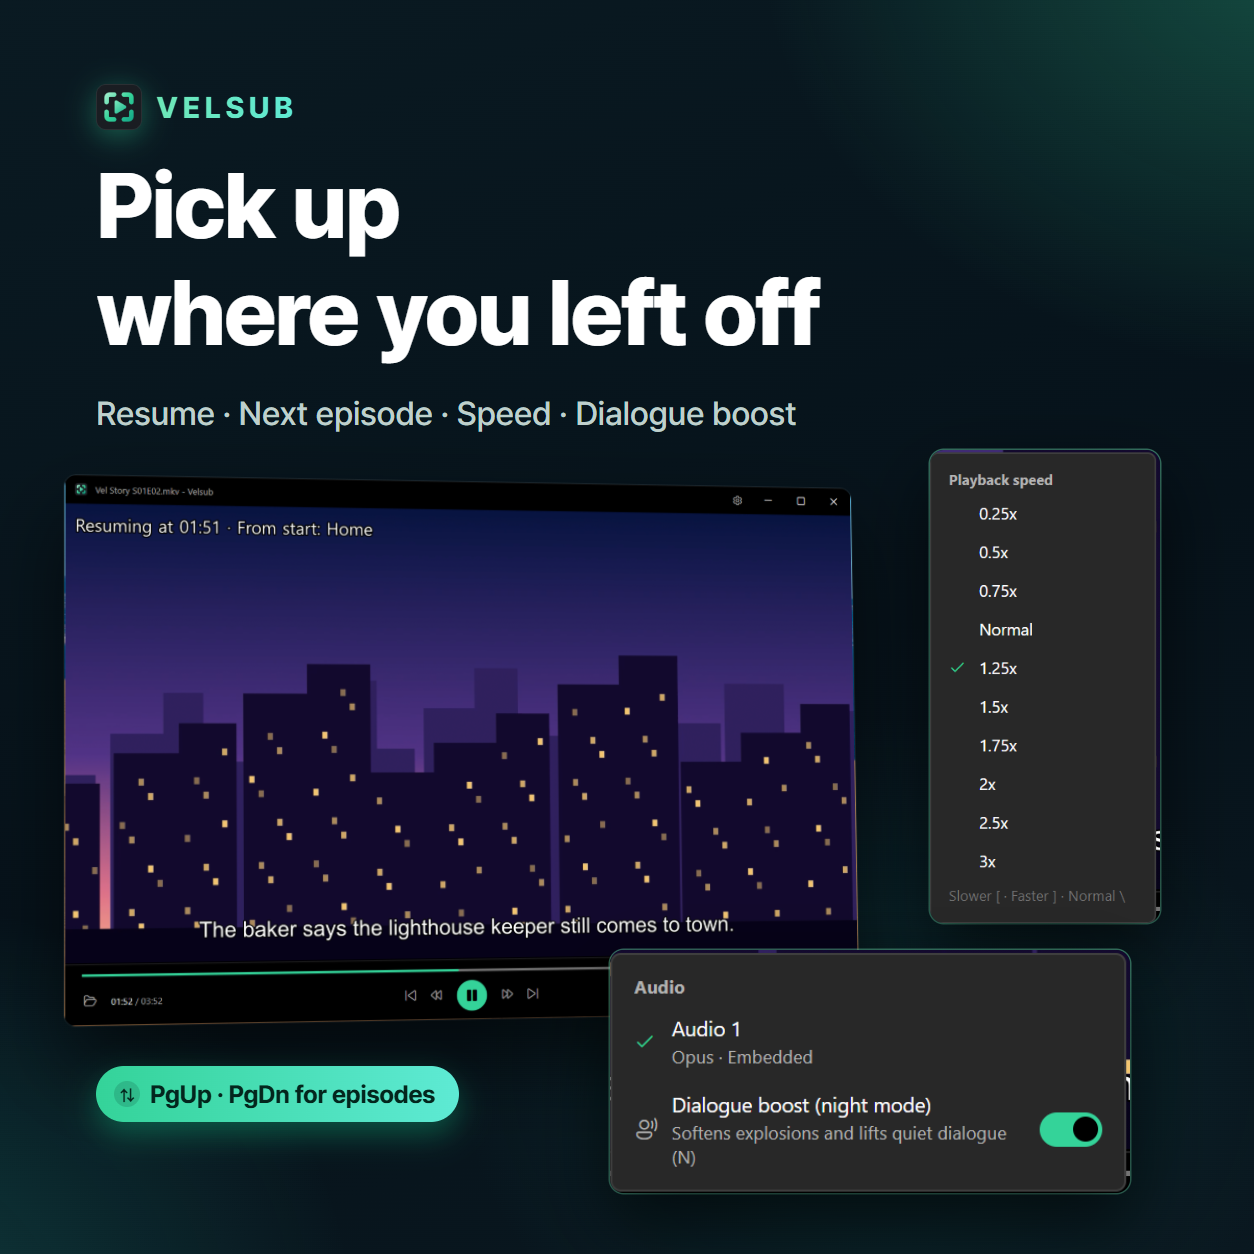 VELSUB
Pick up
where you left off
Resume · Next episode · Speed · Dialogue boost
Vel Story S01E02.mkv - Velsub
Resuming at 01:51 · From start: Home
The baker says the lighthouse keeper still comes to town.
01:52 / 03:52
Playback speed
0.25x
0.5x
0.75x
Normal
1.25x
1.5x
1.75x
2x
2.5x
3x
Slower [ · Faster ] · Normal \
Audio
Audio 1
Opus · Embedded
Dialogue boost (night mode)
Softens explosions and lifts quiet dialogue
(N)
PgUp · PgDn for episodes